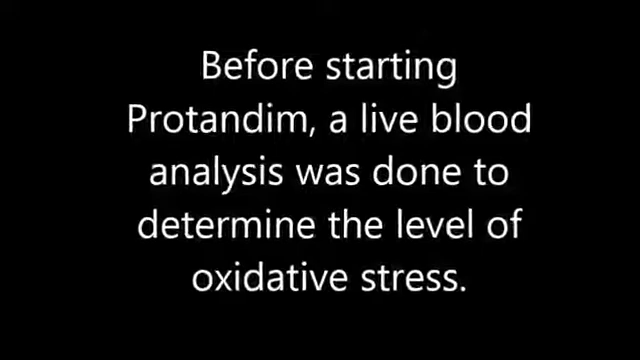 Before starting
Protandim, a live blood
analysis was done to
determine the level of
oxidative stress.